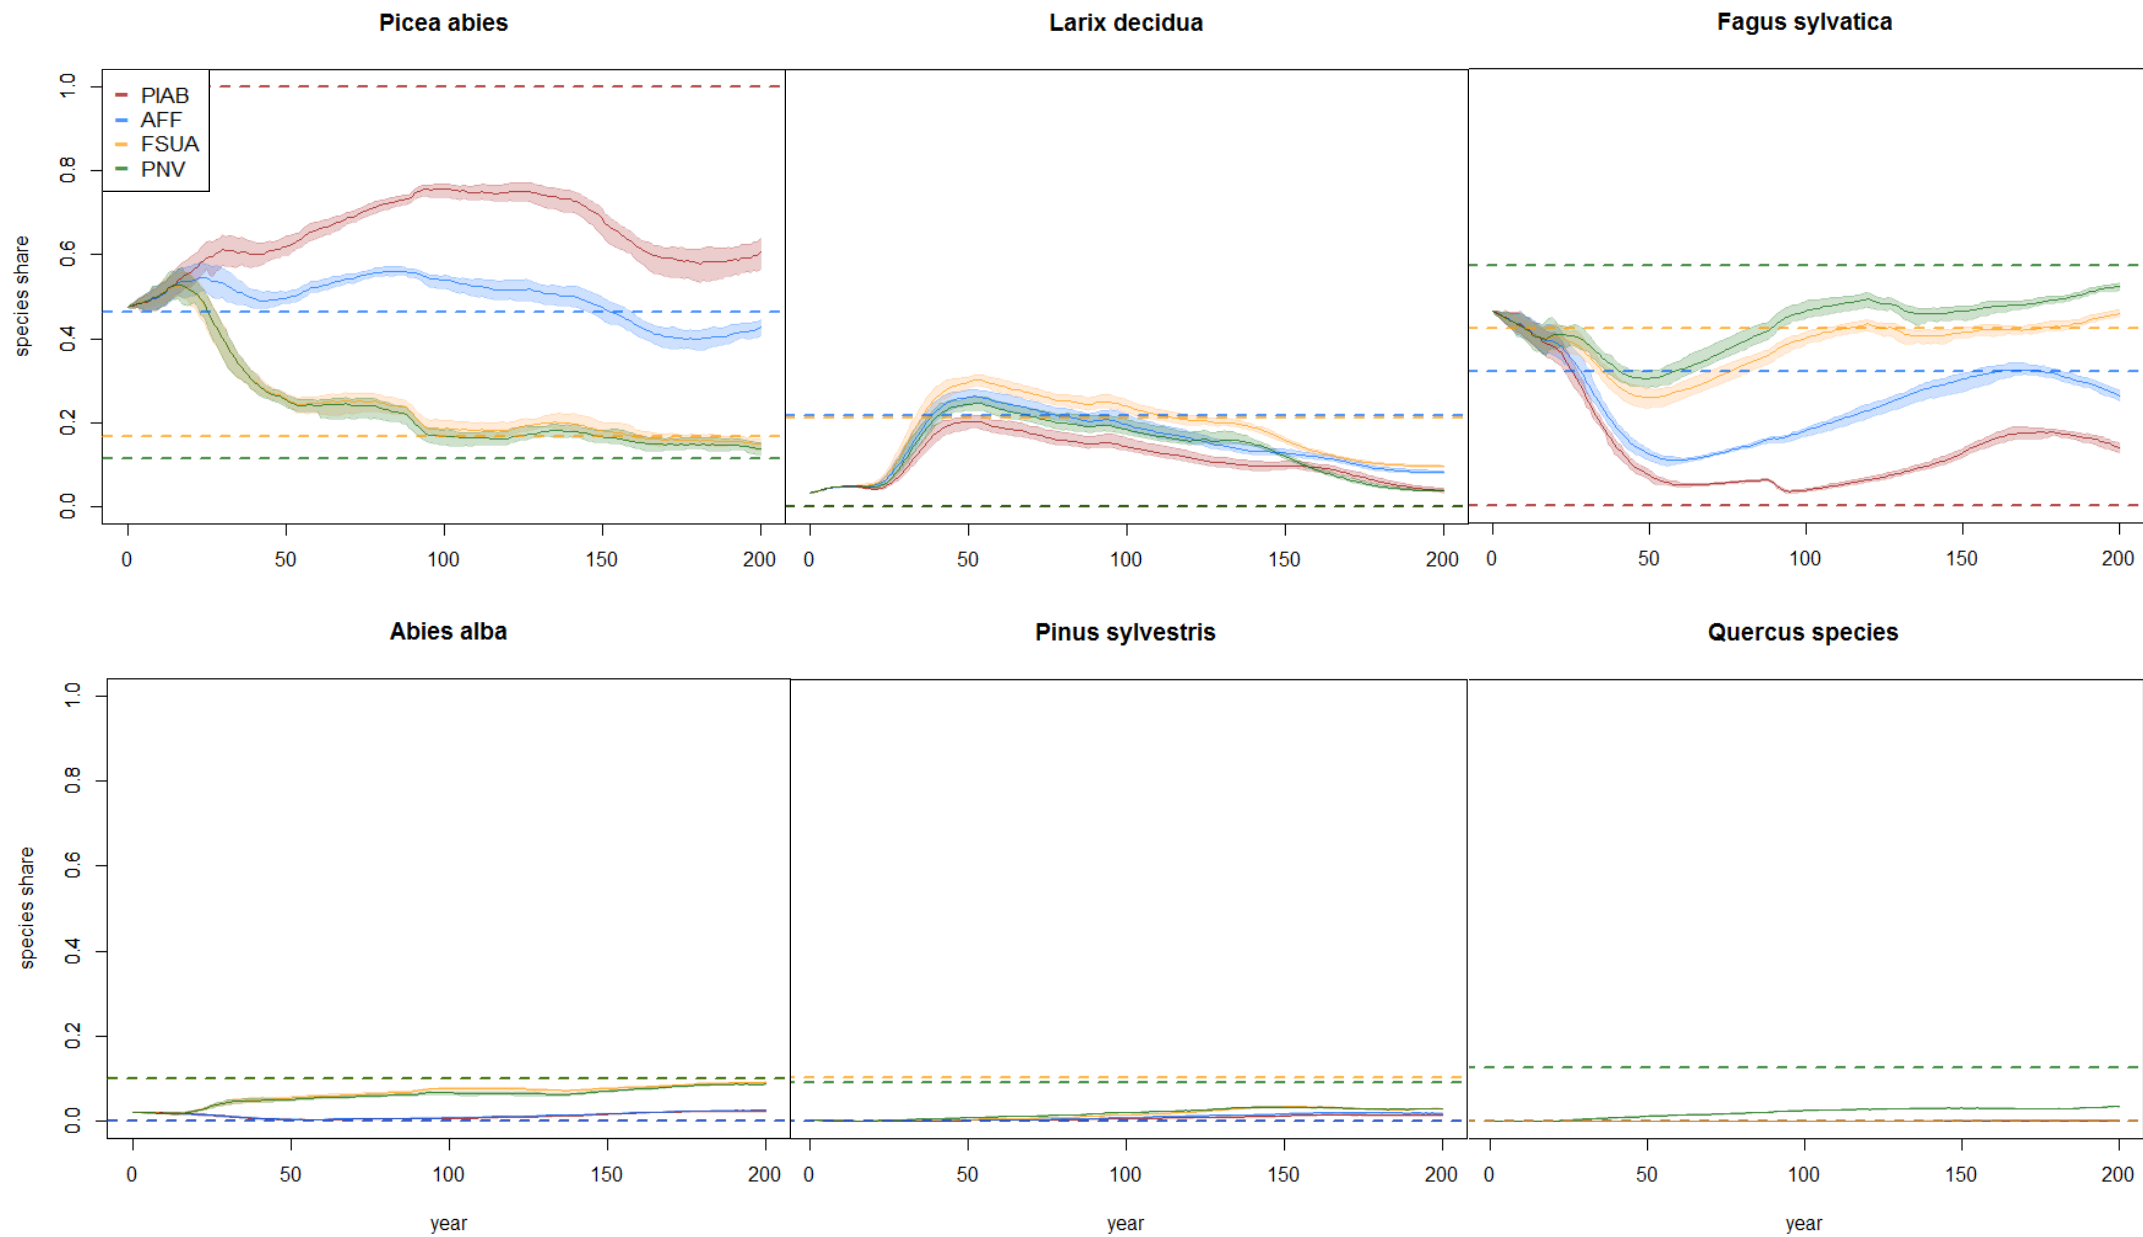 Picea abies Larix decidua Fagus sylvatica
1.0
PIAB
AFF
FSUA
PNV
0.8
0.6
0.4
0.2
0.0
species share
0 50 100 150 200 0 50 100 150 200 0 50 100 150 200
Abies alba Pinus sylvestris Quercus species
1.0
0.8
0.6
0.4
0.2
0.0
species share
0 50 100 150 200 0 50 100 150 200 0 50 100 150 200
year year year